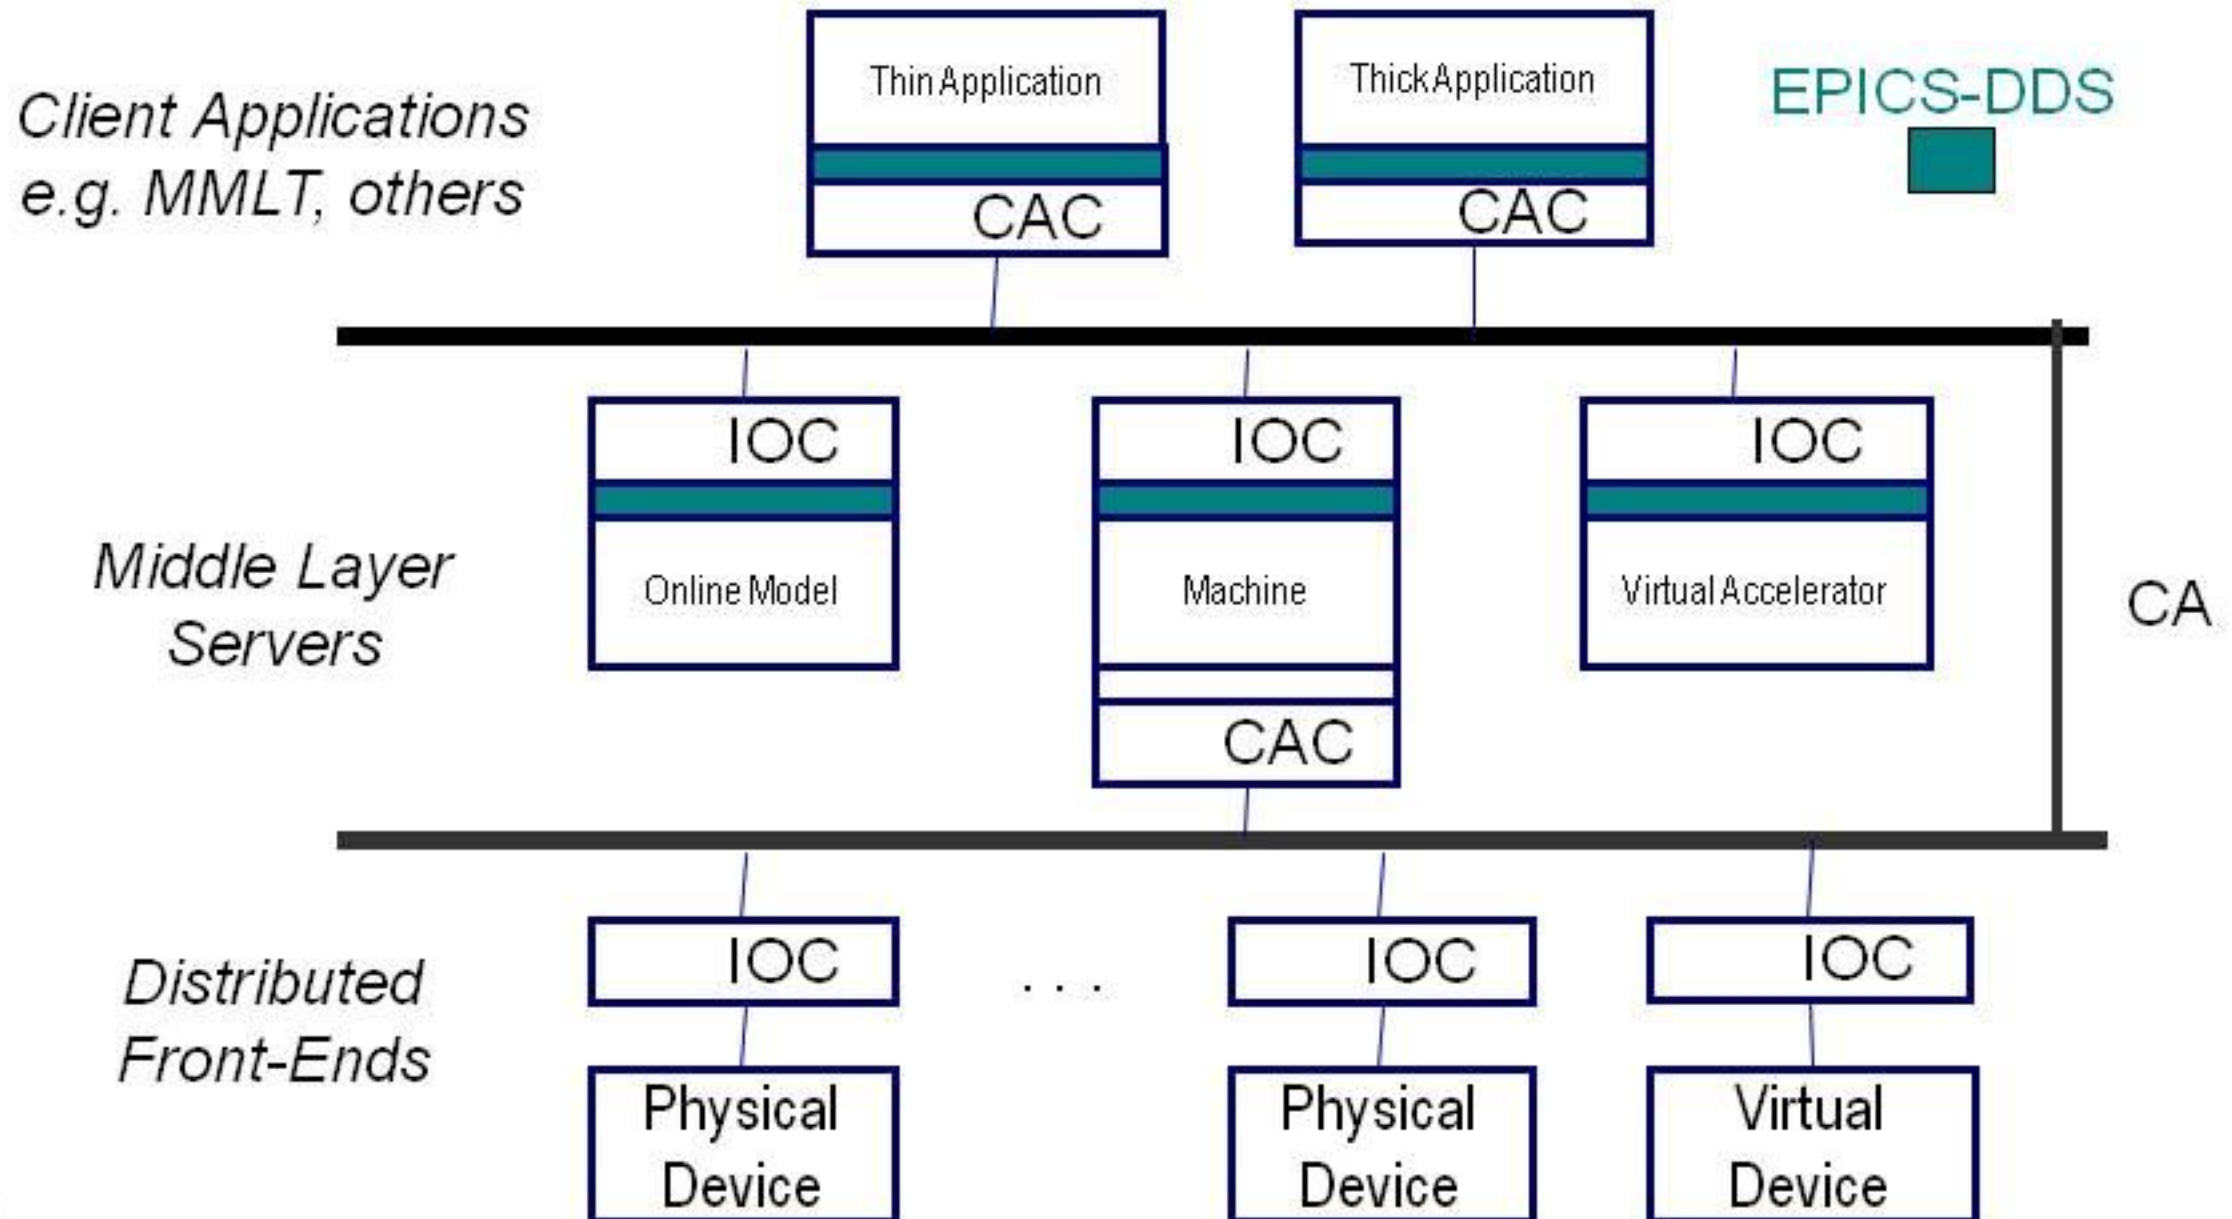 Client Applications
e.g. MMLT, others
Thin Application
CAC
Thick Application
CAC
EPICS-DDS
Middle Layer
Servers
IOC
Online Model
IOC
Machine
CAC
IOC
Virtual Accelerator
CA
Distributed
Front-Ends
IOC
Physical
Device
. . .
IOC
Physical
Device
IOC
Virtual
Device